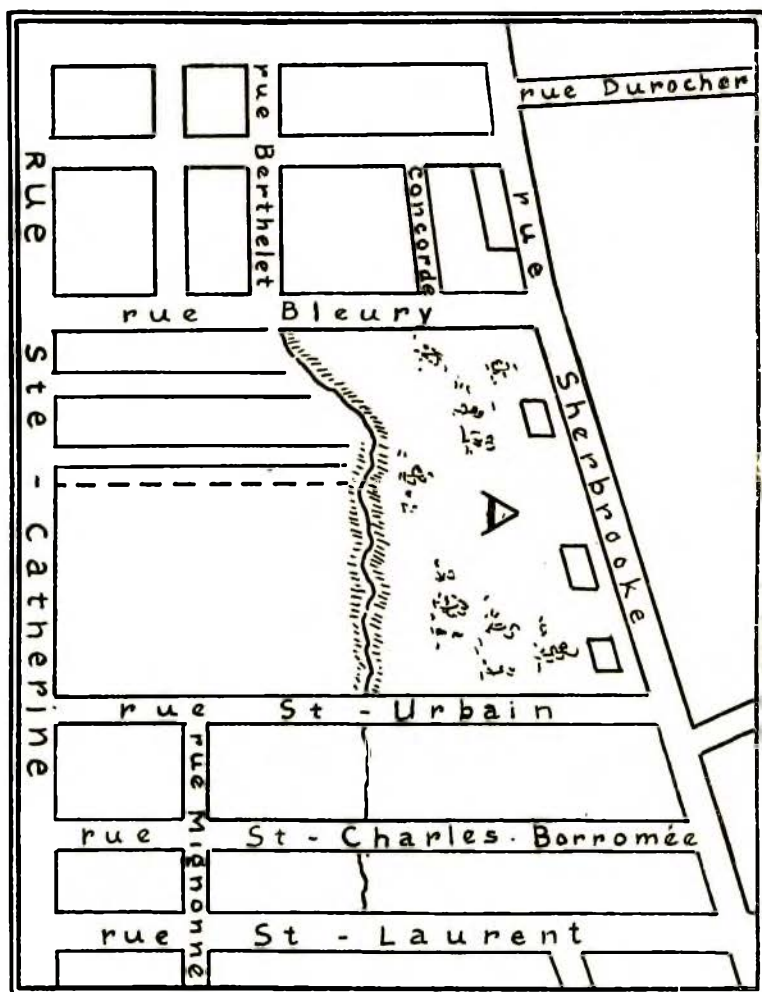 rue Durocher
rue Berthelet
Concorde
rue Sherbrooke
rue Bleury
RUE Ste-Catherine
rue St-Urbain
rue Mignonne
rue St-Charles-Borromée
rue St-Laurent